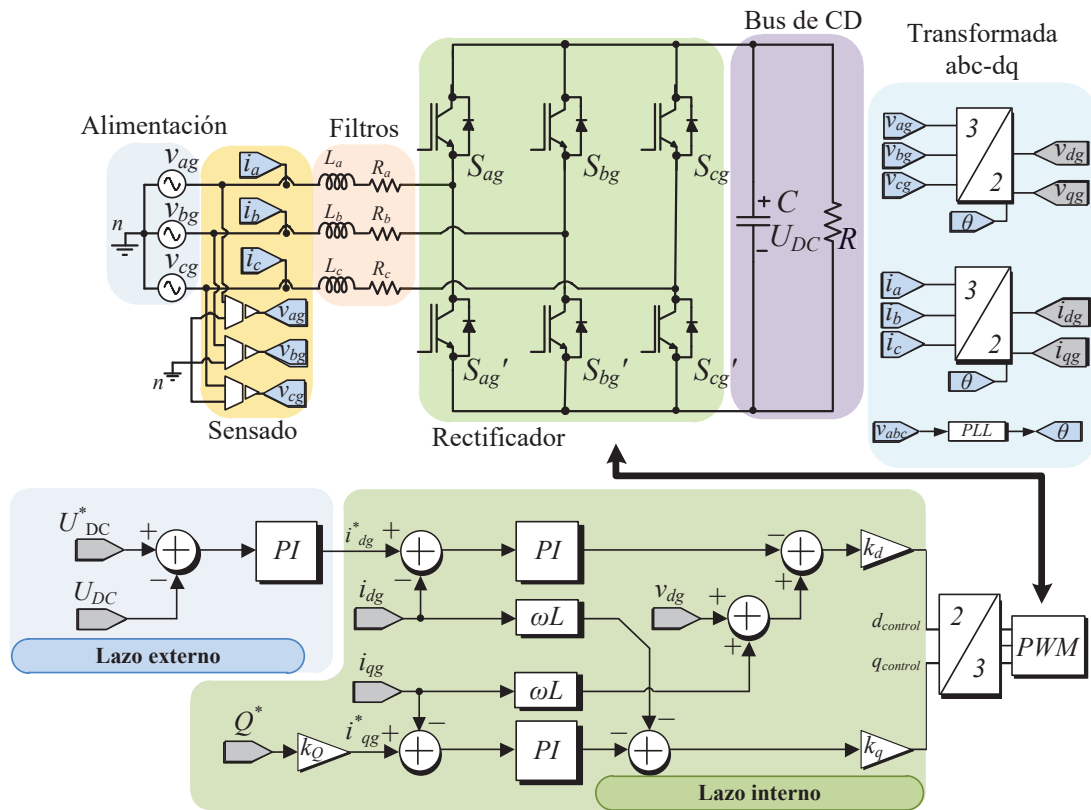 Bus de CD
Transformada
abc-dq
Alimentación
Filtros
v_ag
v_bg
v_cg
n
i_a
i_b
i_c
L_a
R_a
L_b
R_b
L_c
R_c
S_ag
S_bg
S_cg
S_ag'
S_bg'
S_cg'
+
C
U_DC
−
R
v_ag
v_bg
v_cg
n
Sensado
Rectificador
v_ag
v_bg
v_cg
3
2
θ
v_dg
v_qg
i_a
i_b
i_c
3
2
θ
i_dg
i_qg
v_abc
PLL
θ
U*_DC
+
−
U_DC
PI
Lazo externo
i*_dg
+
−
PI
−
+
k_d
i_dg
ωL
v_dg
+
+
i_qg
ωL
−
Q*
k_Q
i*_qg
+
−
PI
−
k_q
Lazo interno
d_control
q_control
2
3
PWM